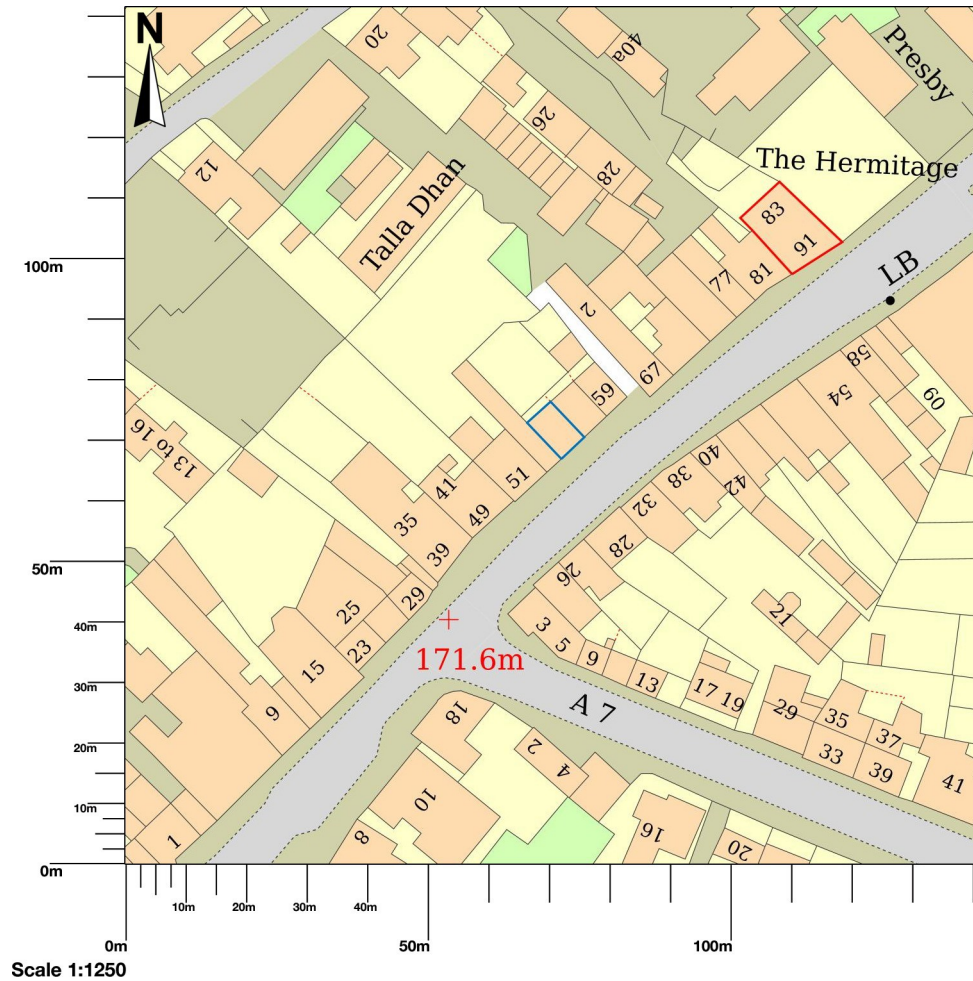 N
20
40a
Presby
26
12
28
The Hermitage
Talla Dhan
83
91
77
81
LB
100m
2
67
59
58
54
60
13 to 16
40
38
42
51
41
49
35
32
39
28
50m
26
29
25
21
40m
3
5
23
9
171.6m
15
13
17
19
30m
9
A 7
29
35
37
18
2
33
20m
4
39
41
10
10m
16
1
8
20
0m
10m
20m
30m
40m
0m
50m
100m
Scale 1:1250